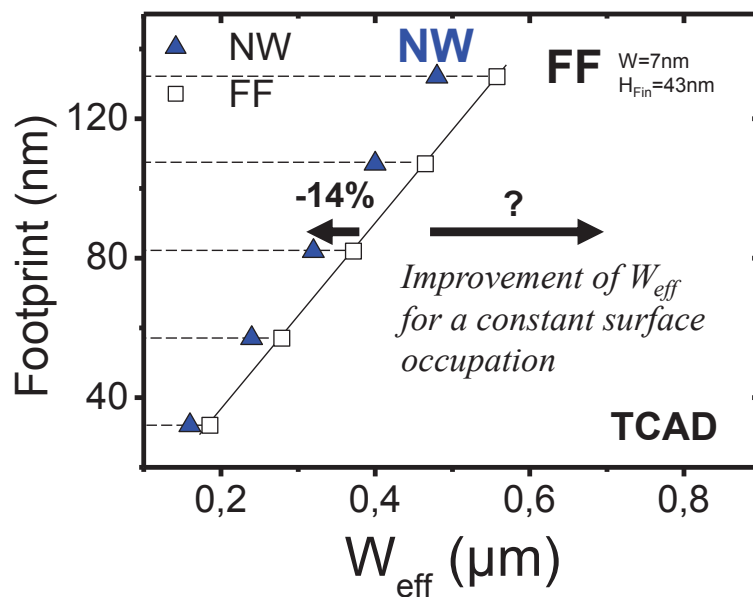 NW
FF
NW
FF
W=7nm
H_Fin=43nm
120
80
40
Footprint (nm)
-14%
?
Improvement of W_eff
for a constant surface
occupation
TCAD
0,2
0,4
0,6
0,8
W_eff (µm)